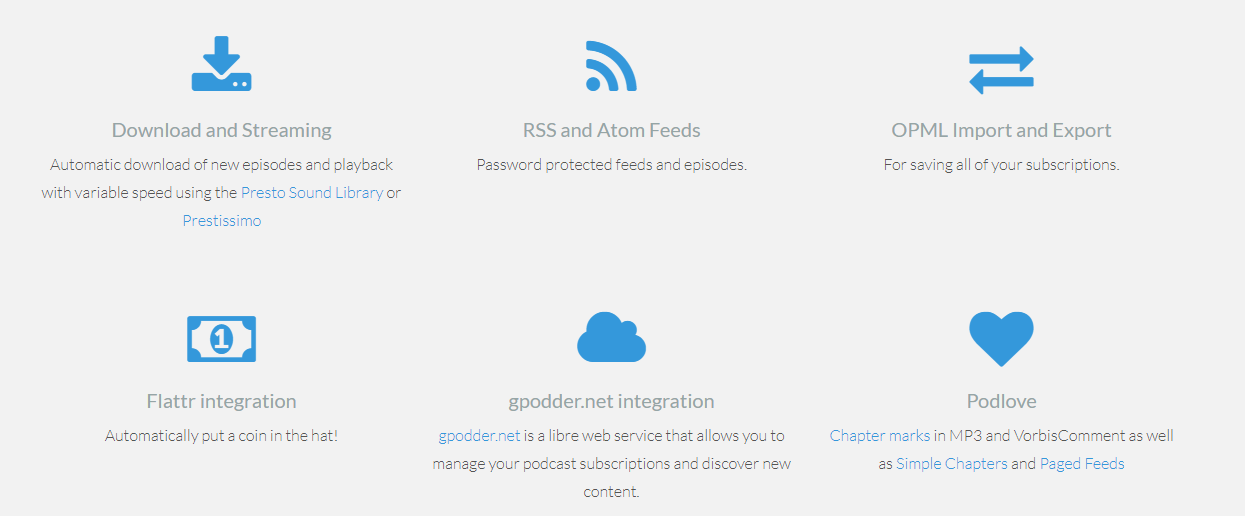 Download and Streaming
Automatic download of new episodes and playback
with variable speed using the Presto Sound Library or
Prestissimo
RSS and Atom Feeds
Password protected feeds and episodes.
OPML Import and Export
For saving all of your subscriptions.
1
Flattr integration
Automatically put a coin in the hat!
gpodder.net integration
gpodder.net is a libre web service that allows you to
manage your podcast subscriptions and discover new
content.
Podlove
Chapter marks in MP3 and VorbisComment as well
as Simple Chapters and Paged Feeds